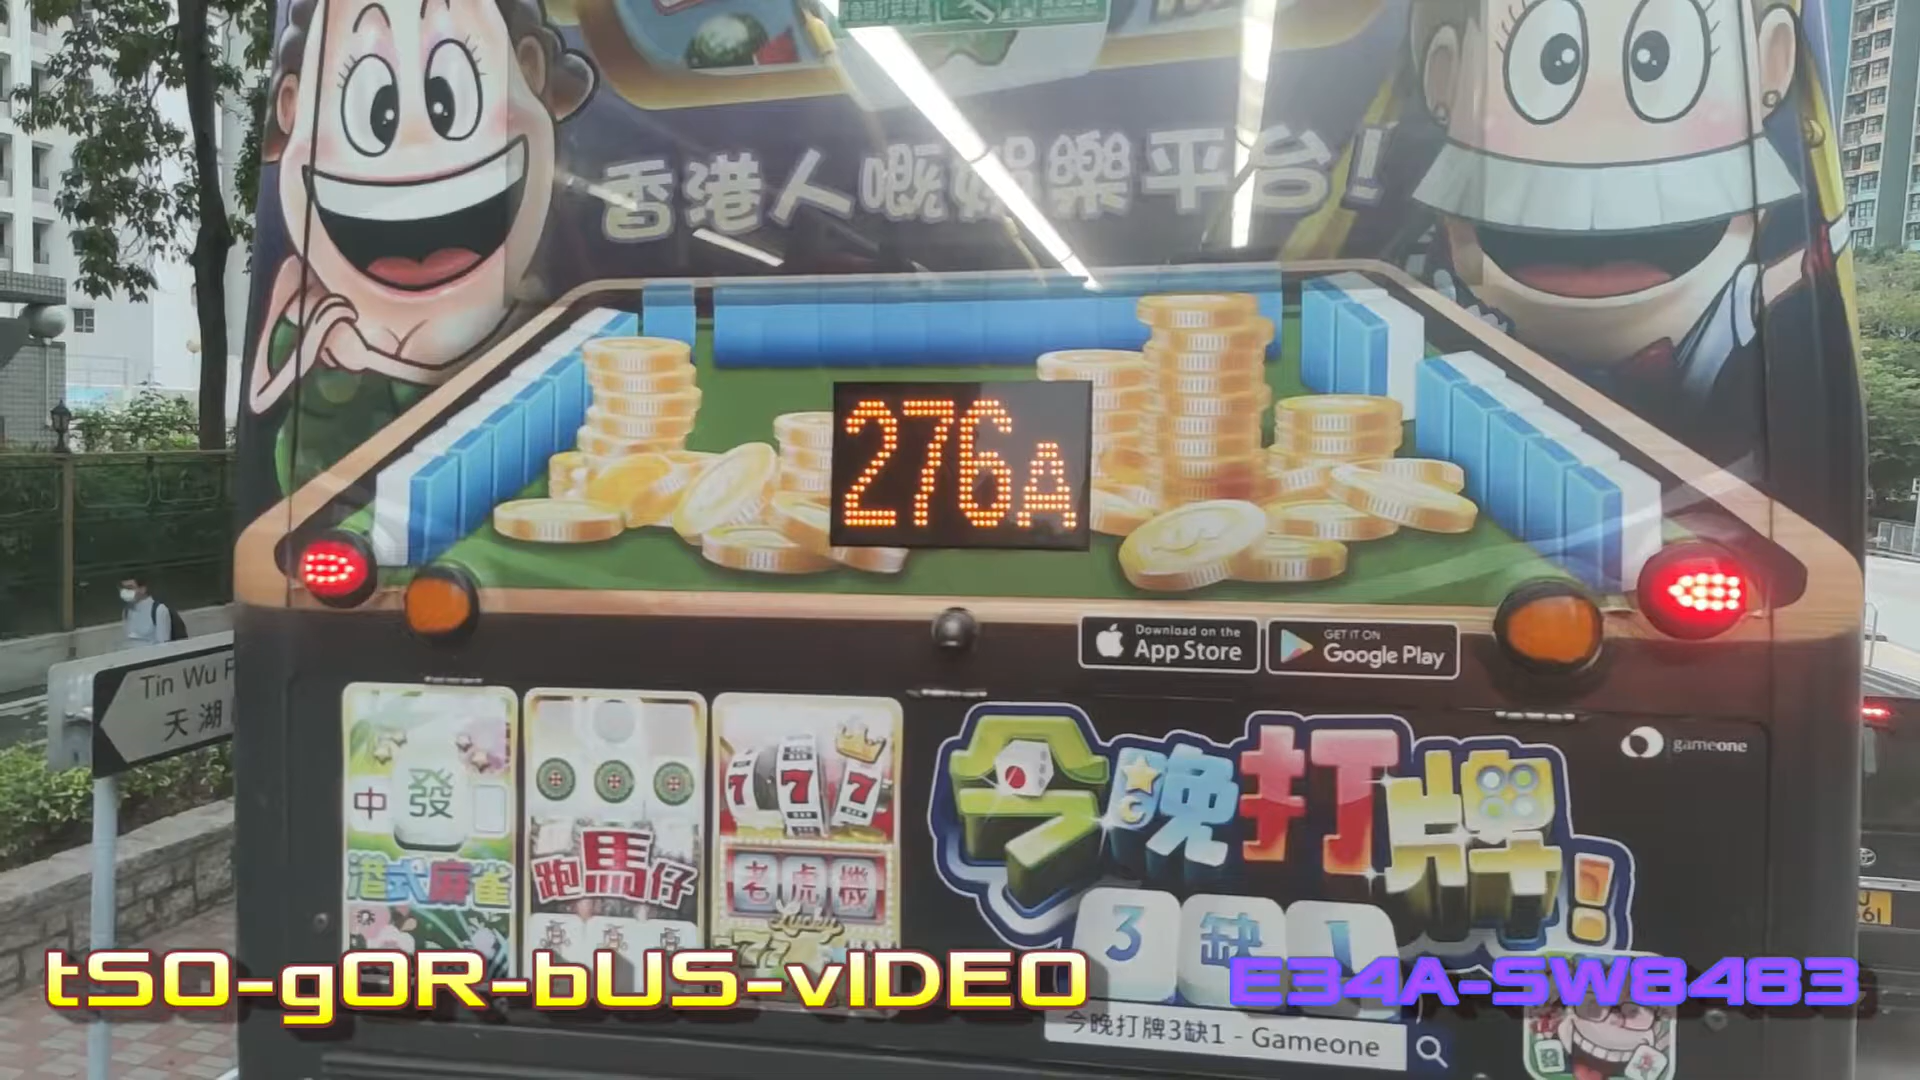 香港人嘅娛樂平台!
276A
Download on the
App Store
GET IT ON
Google Play
Tin Wu
天湖
gameone
中
發
港式麻雀
跑馬仔
7 7 7
老虎機
Lucky
777
今晚打牌!
3缺1
tSO-gOR-bUS-vIDEO
E34A-SW8483
今晚打牌3缺1 - Gameone